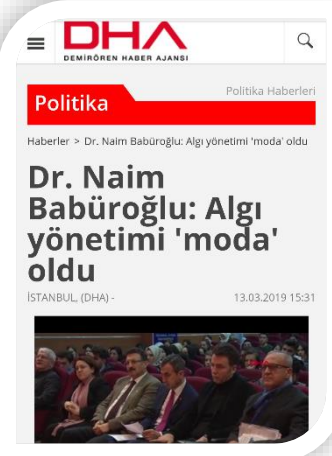 DHA
DEMİRÖREN HABER AJANSI
Politika
Politika Haberleri
Haberler > Dr. Naim Babüroğlu: Algı yönetimi 'moda' oldu
Dr. Naim
Babüroğlu: Algı
yönetimi 'moda'
oldu
İSTANBUL, (DHA) -
13.03.2019 15:31